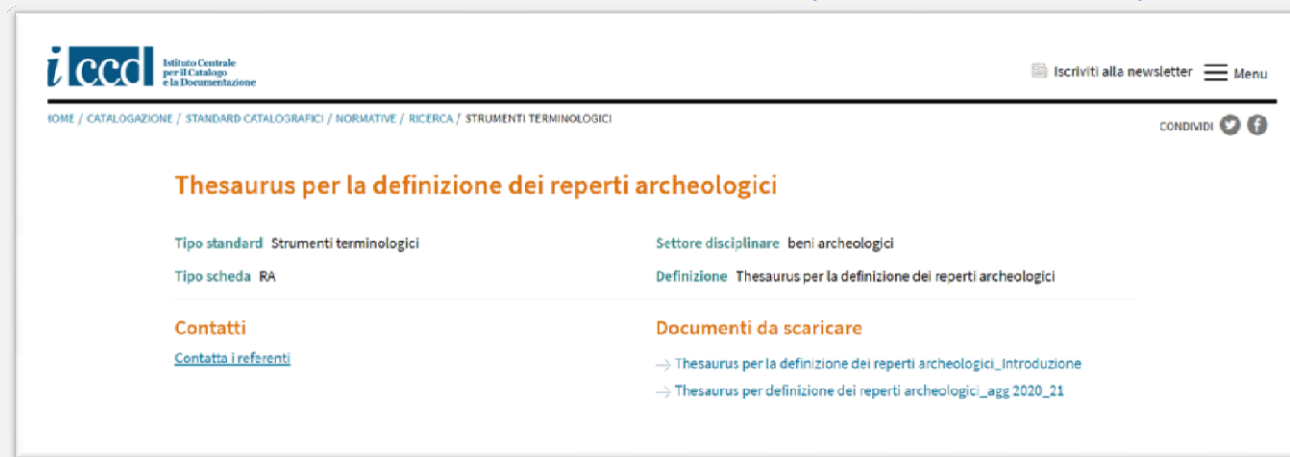 iccd Istituto Centrale
per il Catalogo
e la Documentazione
Iscriviti alla newsletter Menu
HOME / CATALOGAZIONE / STANDARD CATALOGRAFICI / NORMATIVE / RICERCA / STRUMENTI TERMINOLOGICI
CONDIVIDI
Thesaurus per la definizione dei reperti archeologici
Tipo standard Strumenti terminologici
Settore disciplinare beni archeologici
Tipo scheda RA
Definizione Thesaurus per la definizione dei reperti archeologici
Contatti
Contatta i referenti
Documenti da scaricare
→ Thesaurus per la definizione dei reperti archeologici_Introduzione
→ Thesaurus per definizione dei reperti archeologici_agg 2020_21